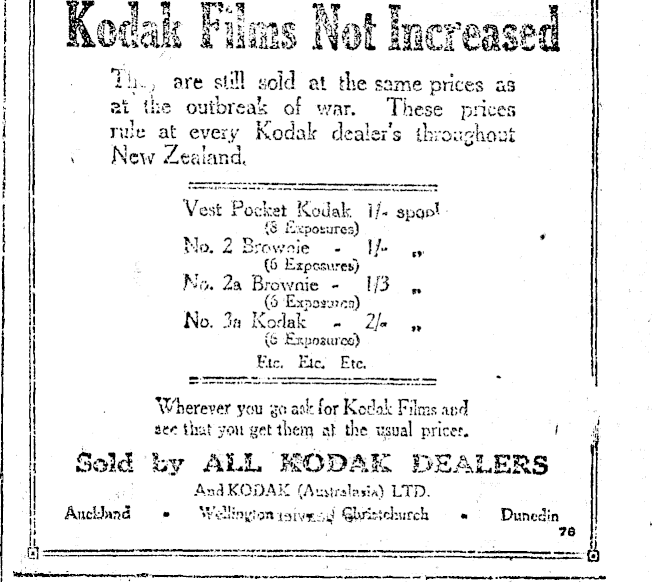 Kodak Films Not Increased
They are still sold at the same prices as
at the outbreak of war. These prices
rule at every Kodak dealer's throughout
New Zealand.
Vest Pocket Kodak 1/- spool
(8 Exposures)
No. 2 Brownie - 1/- „
(6 Exposures)
No. 2a Brownie - 1/3 „
(6 Exposures)
No. 3a Kodak - 2/- „
(6 Exposures)
Etc. Etc. Etc.
Wherever you go ask for Kodak Films and
see that you get them at the usual prices.
Sold by ALL KODAK DEALERS
And KODAK (Australasia) LTD.
Auckland - Wellington Christchurch - Dunedin
76